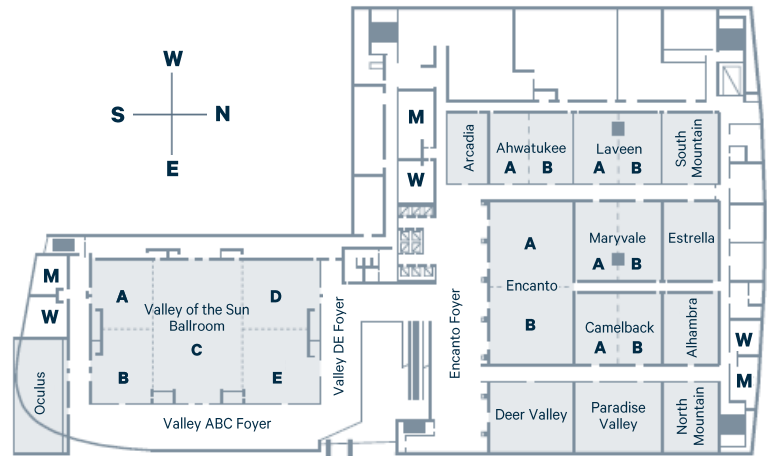 W
S
N
E
M
W
Arcadia
Ahwatukee
A B
Laveen
A B
South
Mountain
A
Encanto
B
Maryvale
A B
Estrella
Camelback
A B
Alhambra
W
M
M
W
Oculus
A
Valley of the Sun
Ballroom
D
C
B
E
Valley DE Foyer
Valley ABC Foyer
Encanto Foyer
Deer Valley
Paradise
Valley
North
Mountain